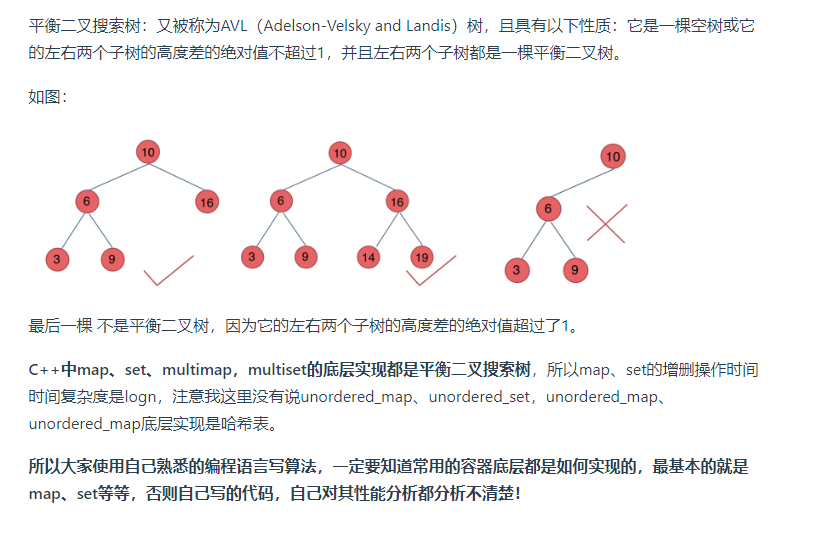 平衡二叉搜索树：又被称为AVL（Adelson-Velsky and Landis）树，且具有以下性质：它是一棵空树或它
的左右两个子树的高度差的绝对值不超过1，并且左右两个子树都是一棵平衡二叉树。
如图：
10
6
16
3
9
10
6
16
3
9
14
19
10
6
3
9
最后一棵 不是平衡二叉树，因为它的左右两个子树的高度差的绝对值超过了1。
C++中map、set、multimap，multiset的底层实现都是平衡二叉搜索树，所以map、set的增删操作时间
时间复杂度是logn，注意我这里没有说unordered_map、unordered_set，unordered_map、
unordered_map底层实现是哈希表。
所以大家使用自己熟悉的编程语言写算法，一定要知道常用的容器底层都是如何实现的，最基本的就是
map、set等等，否则自己写的代码，自己对其性能分析都分析不清楚！